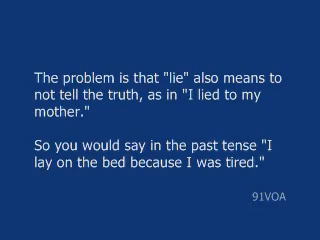 The problem is that "lie" also means to
not tell the truth, as in "I lied to my
mother."
So you would say in the past tense "I
lay on the bed because I was tired."
91VOA